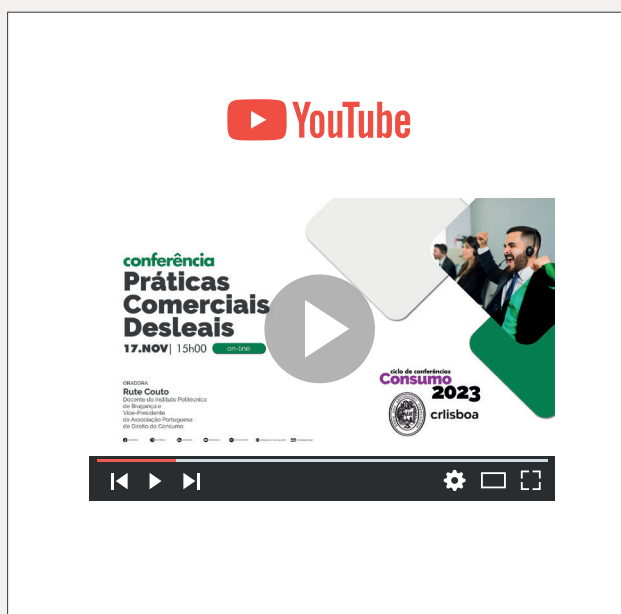 YouTube
conferência
Práticas
Comerciais
Desleais
17.NOV| 15h00 on-line
ORADORA
Rute Couto
Docente do Instituto Politécnico
de Bragança e
Vice-Presidente
da Associação Portuguesa
de Direito do Consumo
ciclo de conferências
Consumo
2023
crlisboa